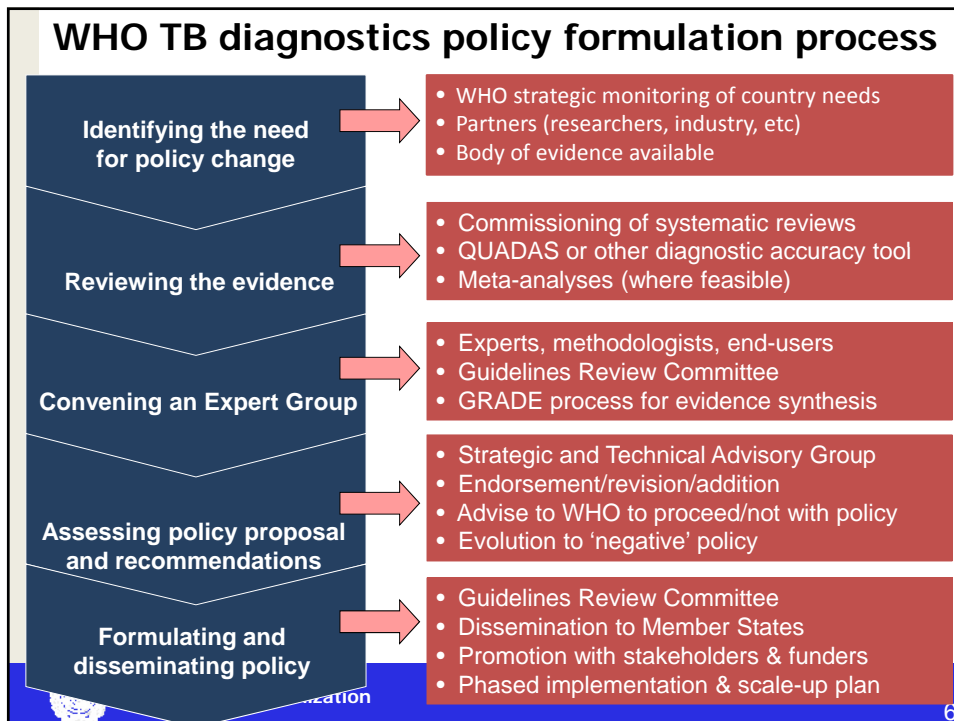 WHO TB diagnostics policy formulation process
Identifying the need
for policy change
• WHO strategic monitoring of country needs
• Partners (researchers, industry, etc)
• Body of evidence available
Reviewing the evidence
• Commissioning of systematic reviews
• QUADAS or other diagnostic accuracy tool
• Meta-analyses (where feasible)
Convening an Expert Group
• Experts, methodologists, end-users
• Guidelines Review Committee
• GRADE process for evidence synthesis
Assessing policy proposal
and recommendations
• Strategic and Technical Advisory Group
• Endorsement/revision/addition
• Advise to WHO to proceed/not with policy
• Evolution to ‘negative’ policy
Formulating and
disseminating policy
• Guidelines Review Committee
• Dissemination to Member States
• Promotion with stakeholders & funders
• Phased implementation & scale-up plan
6